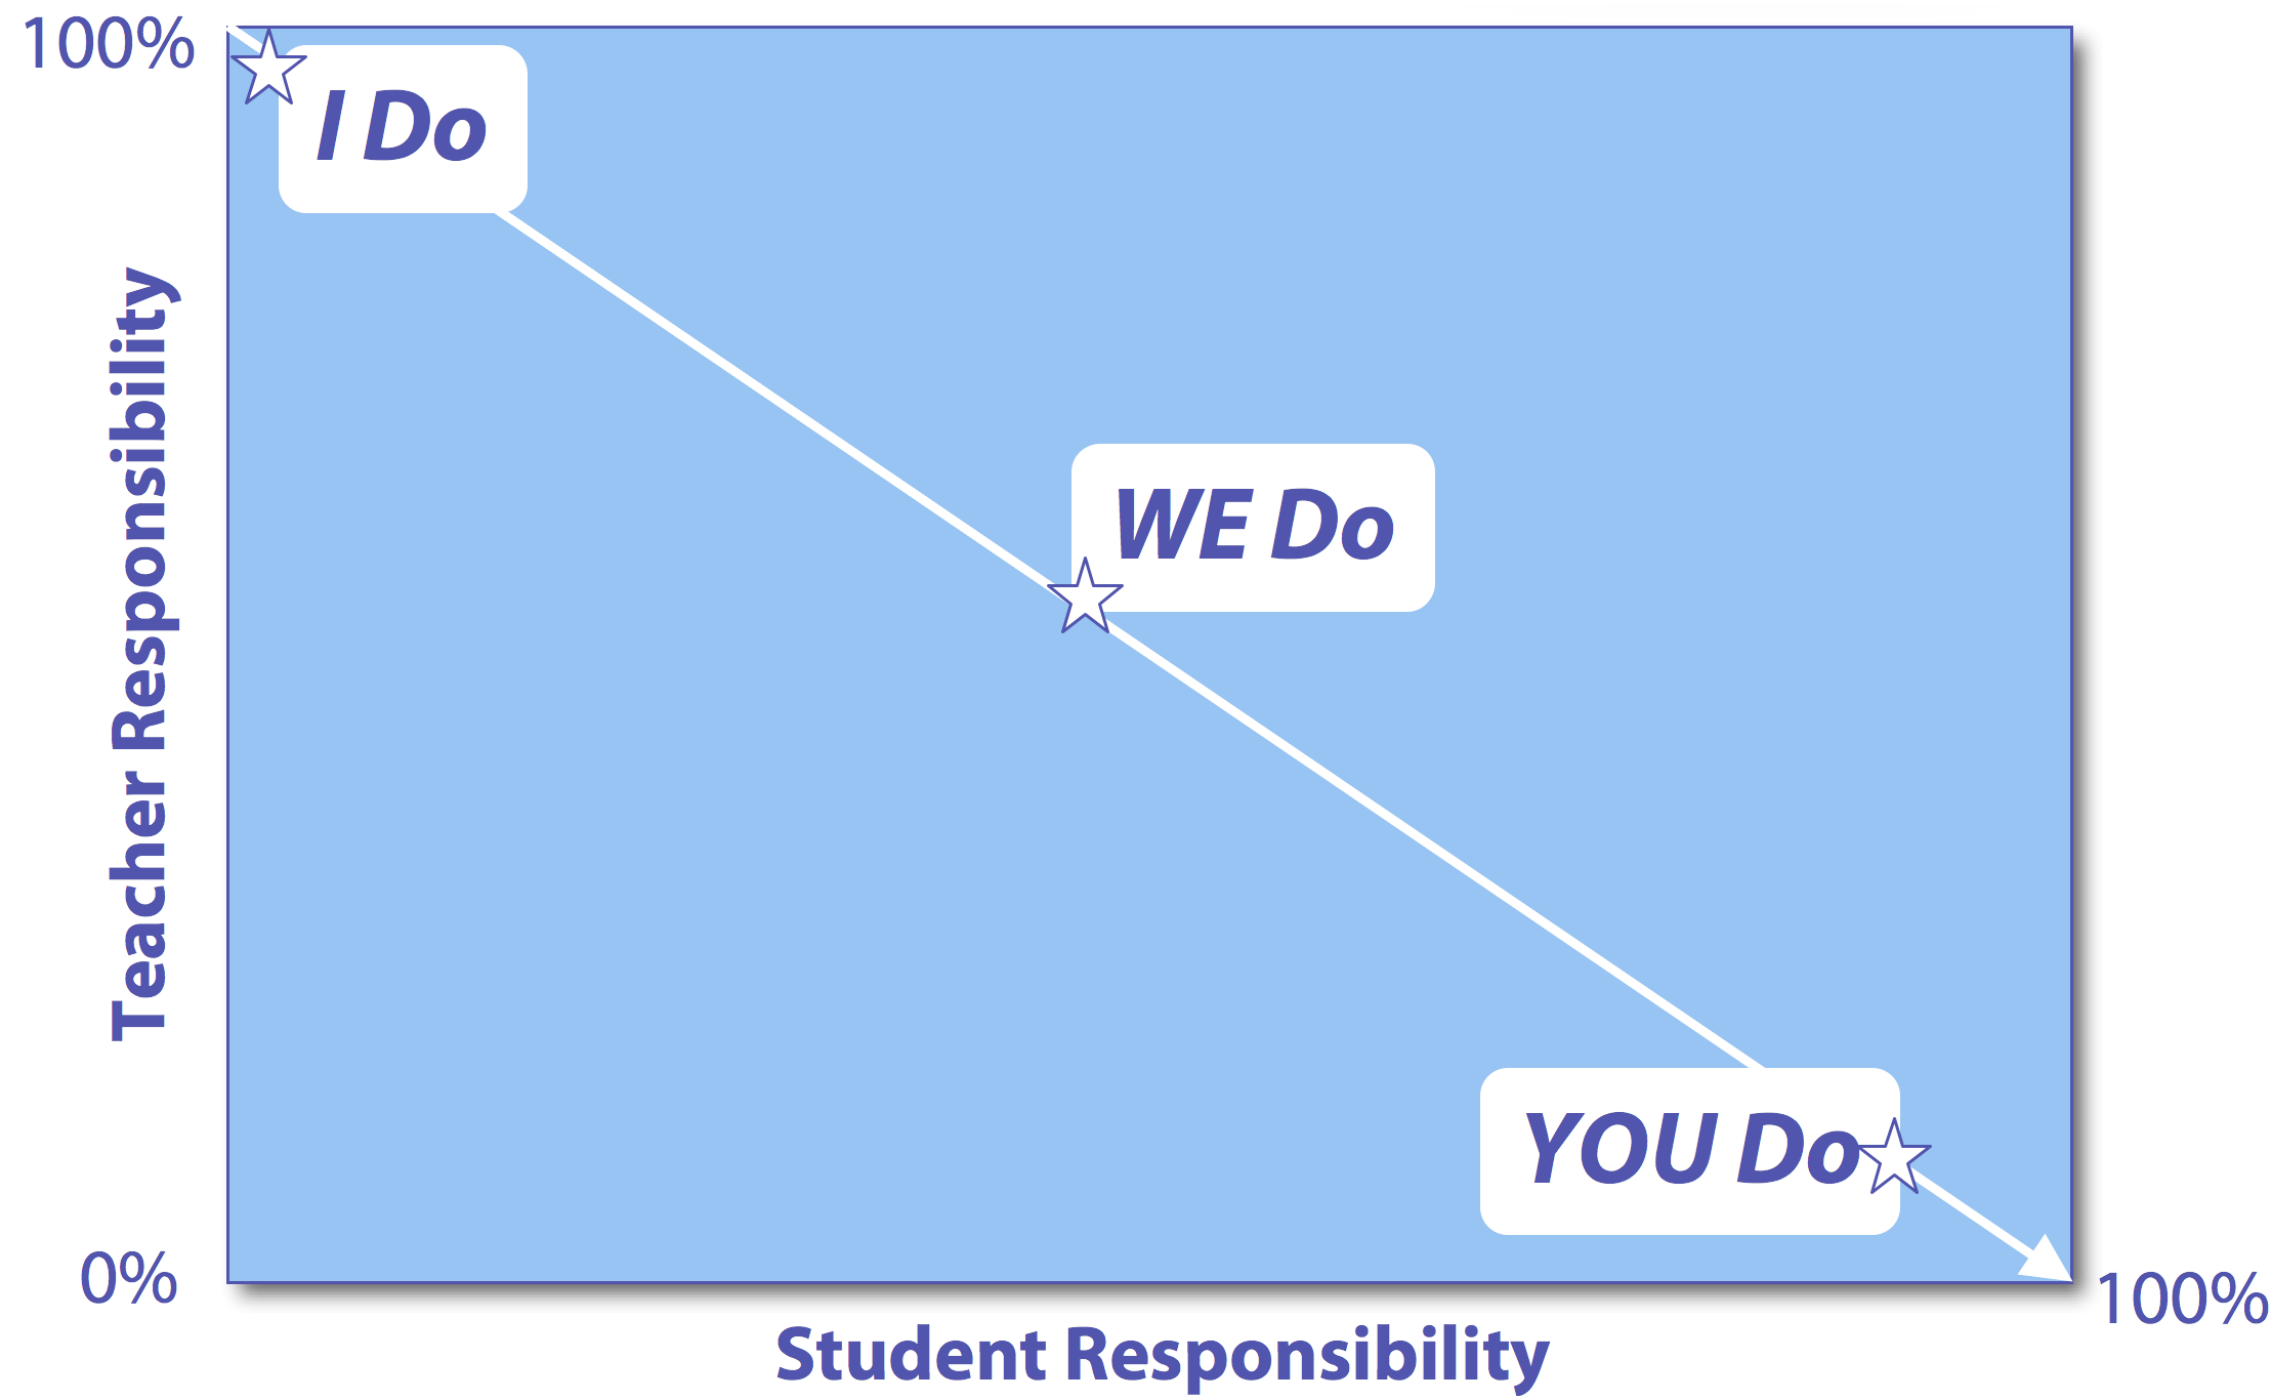 100%
I Do
WE Do
Teacher Responsibility
YOU Do
0%
100%
Student Responsibility